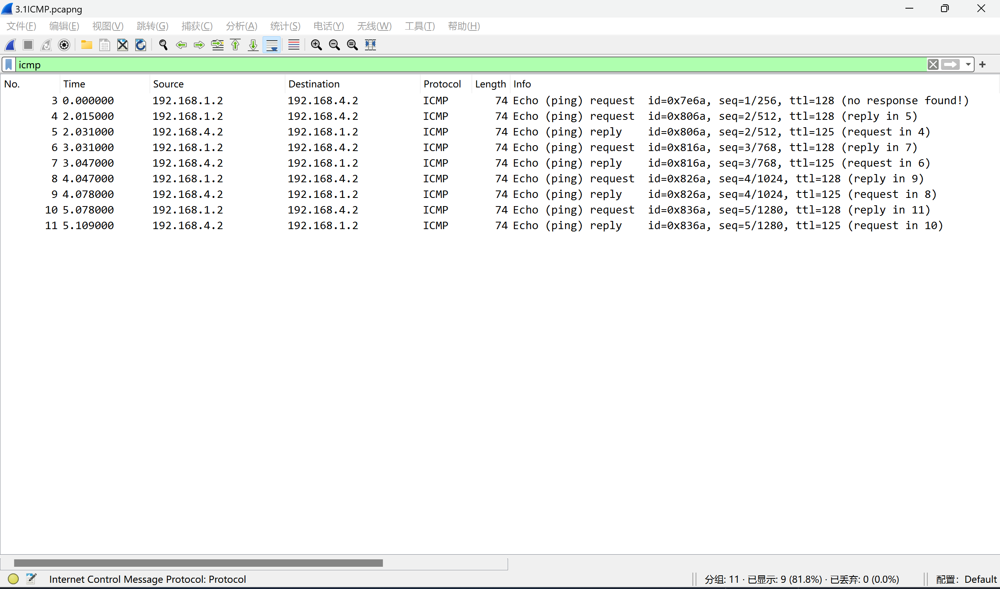 3.1ICMP.pcapng
文件(F) 编辑(E) 视图(V) 跳转(G) 捕获(C) 分析(A) 统计(S) 电话(Y) 无线(W) 工具(T) 帮助(H)
icmp
No. Time Source Destination Protocol Length Info
3 0.000000 192.168.1.2 192.168.4.2 ICMP 74 Echo (ping) request id=0x7e6a, seq=1/256, ttl=128 (no response found!)
4 2.015000 192.168.1.2 192.168.4.2 ICMP 74 Echo (ping) request id=0x806a, seq=2/512, ttl=128 (reply in 5)
5 2.031000 192.168.4.2 192.168.1.2 ICMP 74 Echo (ping) reply id=0x806a, seq=2/512, ttl=125 (request in 4)
6 3.031000 192.168.1.2 192.168.4.2 ICMP 74 Echo (ping) request id=0x816a, seq=3/768, ttl=128 (reply in 7)
7 3.047000 192.168.4.2 192.168.1.2 ICMP 74 Echo (ping) reply id=0x816a, seq=3/768, ttl=125 (request in 6)
8 4.047000 192.168.1.2 192.168.4.2 ICMP 74 Echo (ping) request id=0x826a, seq=4/1024, ttl=128 (reply in 9)
9 4.078000 192.168.4.2 192.168.1.2 ICMP 74 Echo (ping) reply id=0x826a, seq=4/1024, ttl=125 (request in 8)
10 5.078000 192.168.1.2 192.168.4.2 ICMP 74 Echo (ping) request id=0x836a, seq=5/1280, ttl=128 (reply in 11)
11 5.109000 192.168.4.2 192.168.1.2 ICMP 74 Echo (ping) reply id=0x836a, seq=5/1280, ttl=125 (request in 10)
Internet Control Message Protocol: Protocol 分组: 11 · 已显示: 9 (81.8%) · 已丢弃: 0 (0.0%) 配置: Default